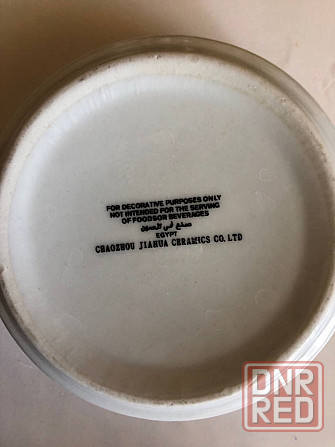 FOR DECORATIVE PURPOSES ONLY
NOT INTENDED FOR THE SERVING
OF FOODSOR BEVERAGES
صنع في الصين
EGYPT
CHAOZHOU JIAHUA CERAMICS CO. LTD
DNR
RED